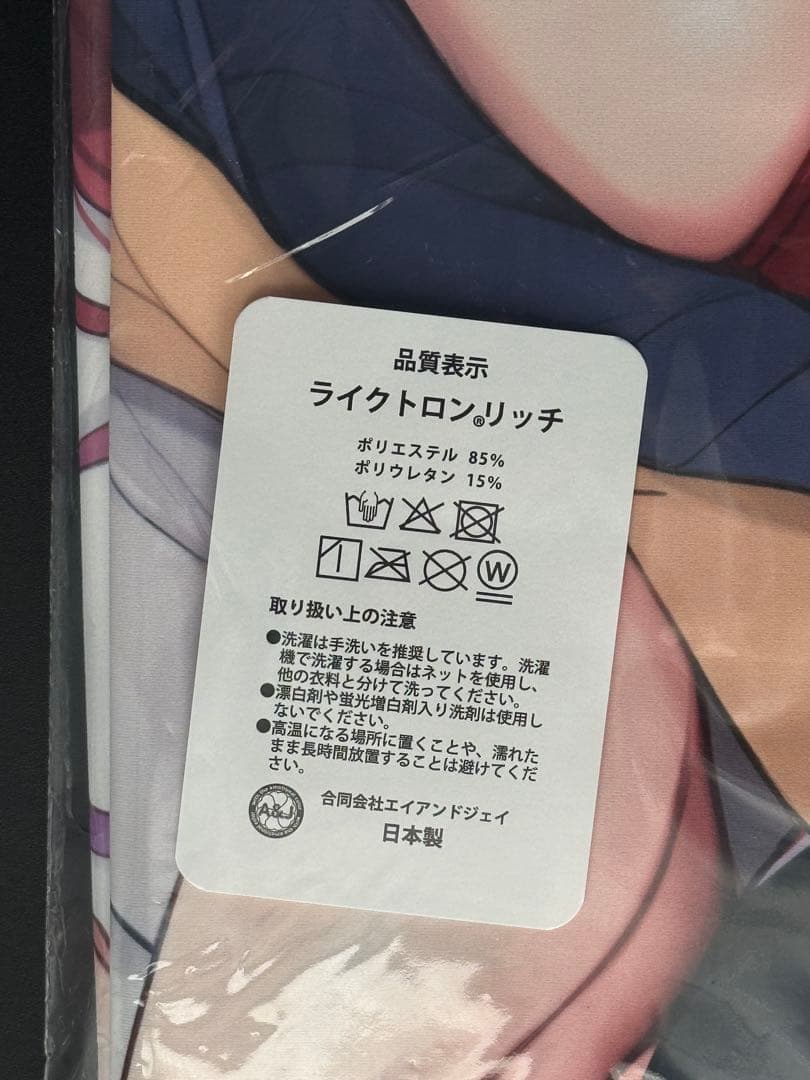 品質表示
ライクトロン®リッチ
ポリエステル 85%
ポリウレタン 15%
W
取り扱い上の注意
●洗濯は手洗いを推奨しています。洗濯
機で洗濯する場合はネットを使用し、
他の衣料と分けて洗ってください。
●漂白剤や蛍光増白剤入り洗剤は使用し
ないでください。
●高温になる場所に置くことや、濡れた
まま長時間放置することは避けてくだ
さい。
A&J
合同会社エイアンドジェイ
日本製